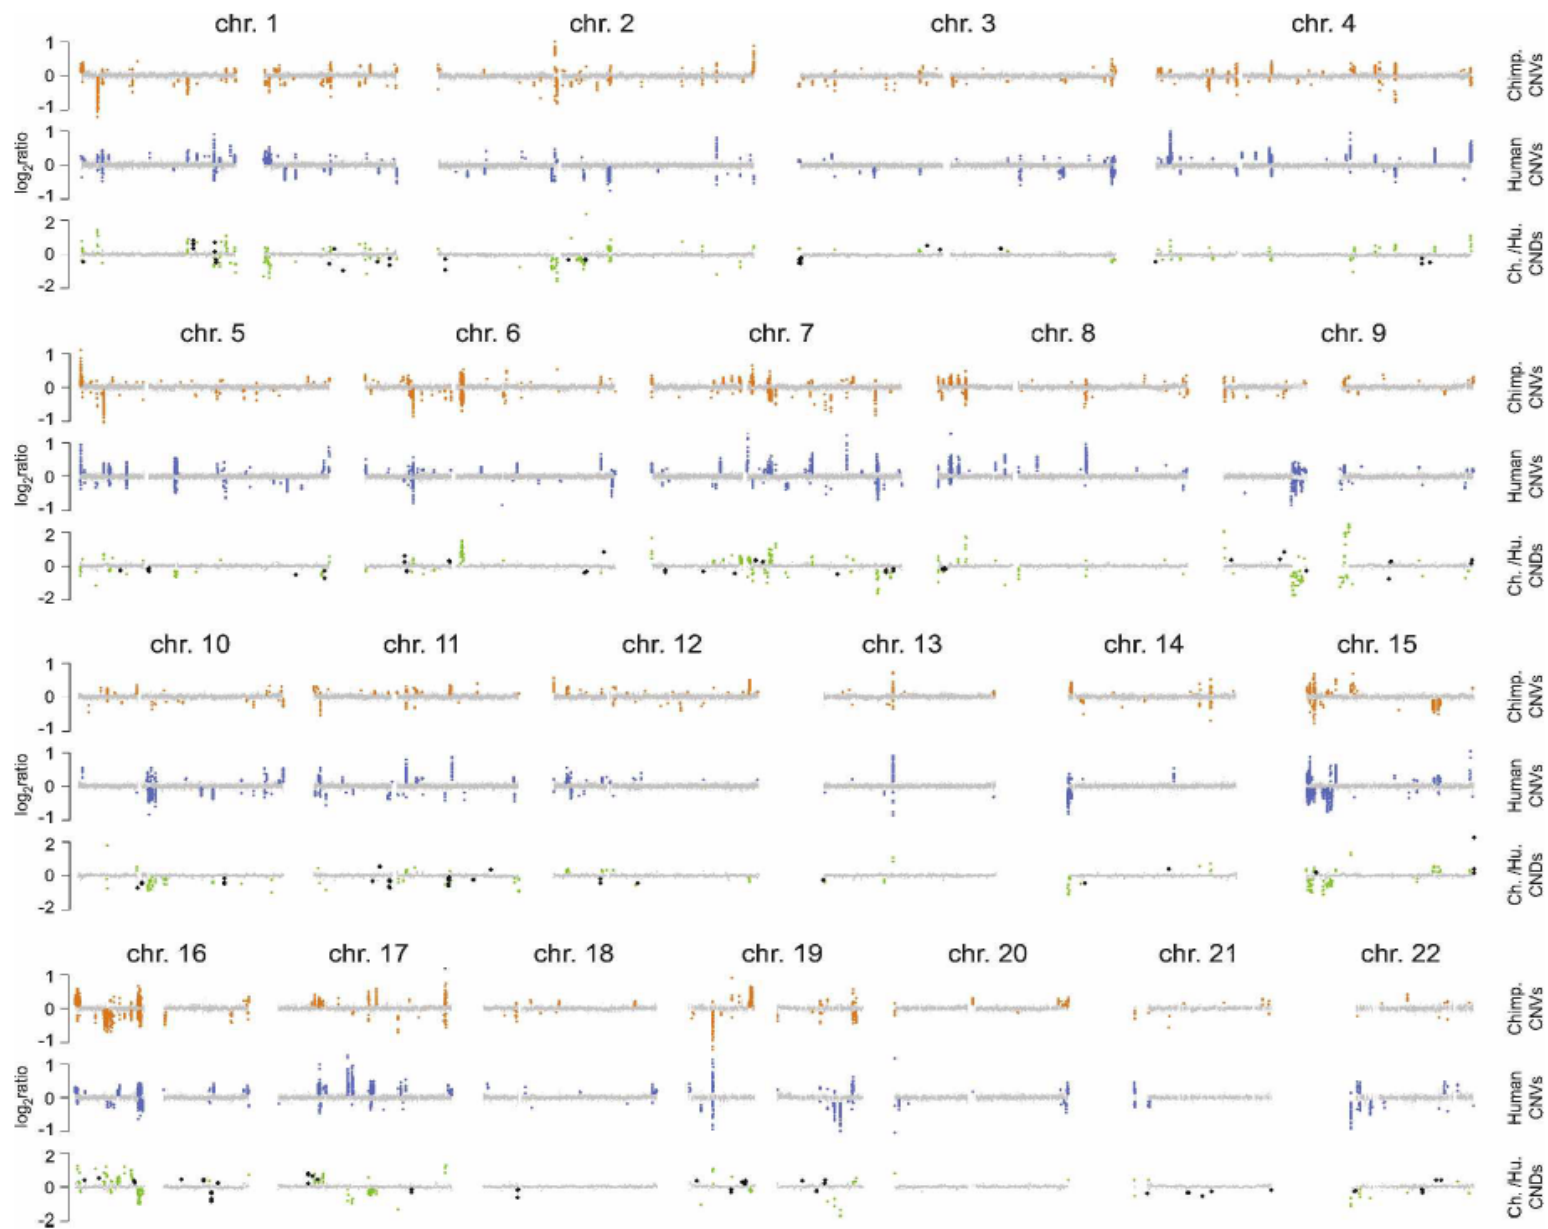 chr. 1 chr. 2 chr. 3 chr. 4
1
0
-1
Chimp. CNVs
1
0
-1
log2ratio
Human CNVs
2
0
-2
Ch. /Hu. CNDs
chr. 5 chr. 6 chr. 7 chr. 8 chr. 9
1
0
-1
Chimp. CNVs
1
0
-1
log2ratio
Human CNVs
2
0
-2
Ch. /Hu. CNDs
chr. 10 chr. 11 chr. 12 chr. 13 chr. 14 chr. 15
1
0
-1
Chimp. CNVs
1
0
-1
log2ratio
Human CNVs
2
0
-2
Ch. /Hu. CNDs
chr. 16 chr. 17 chr. 18 chr. 19 chr. 20 chr. 21 chr. 22
1
0
-1
Chimp. CNVs
1
0
-1
log2ratio
Human CNVs
2
0
-2
Ch. /Hu. CNDs